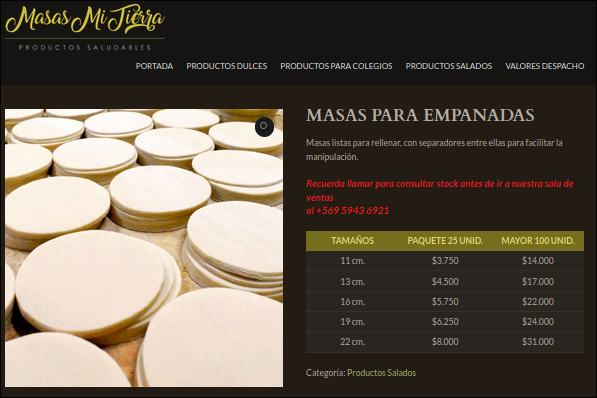 Masas Mi Tierra
PRODUCTOS SALUDABLES
PORTADA PRODUCTOS DULCES PRODUCTOS PARA COLEGIOS PRODUCTOS SALADOS VALORES DESPACHO
MASAS PARA EMPANADAS
Masas listas para rellenar, con separadores entre ellas para facilitar la
manipulación.
Recuerda llamar para consultar stock antes de ir a nuestra sala de
ventas
al +569 5943 6921
TAMAÑOS PAQUETE 25 UNID. MAYOR 100 UNID.
11 cm. $3.750 $14.000
13 cm. $4.500 $17.000
16 cm. $5.750 $22.000
19 cm. $6.250 $24.000
22 cm. $8.000 $31.000
Categoría: Productos Salados